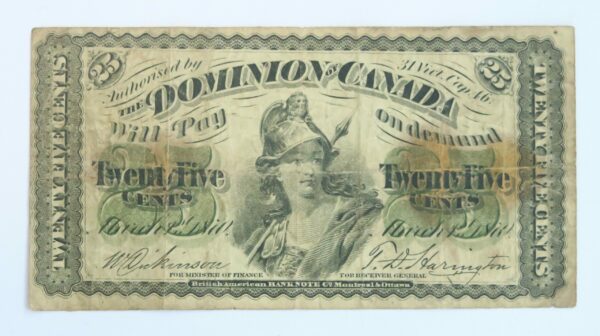 25
Authorised by
31 Vict. Cap. 46.
25
THE DOMINION OF CANADA
Will Pay on demand
Twenty Five CENTS
Twenty Five CENTS
March 1st 1870.
March 1st 1870.
W Dickinson
T. D. Harington
FOR MINISTER OF FINANCE
FOR RECEIVER GENERAL
British American BANK NOTE Co. Montreal & Ottawa
TWENTY FIVE CENTS
TWENTY FIVE CENTS